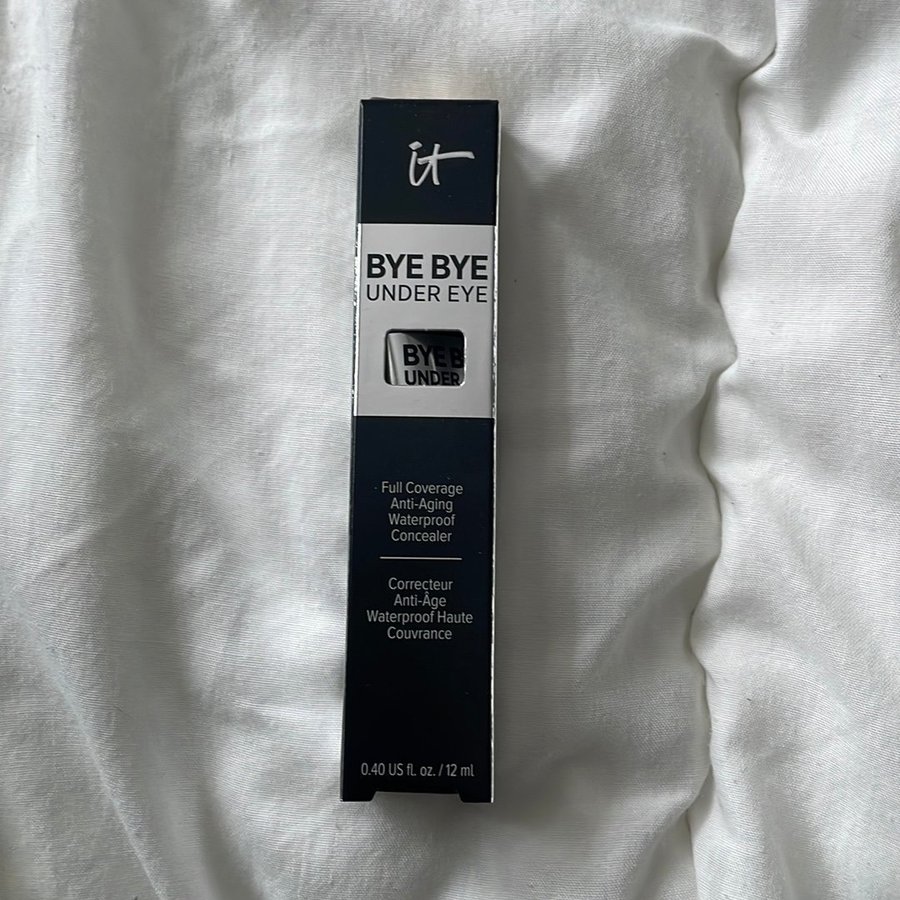 it
BYE BYE
UNDER EYE
BYE B
UNDER
Full Coverage
Anti-Aging
Waterproof
Concealer
Correcteur
Anti-Âge
Waterproof Haute
Couvrance
0.40 US fl. oz. / 12 ml